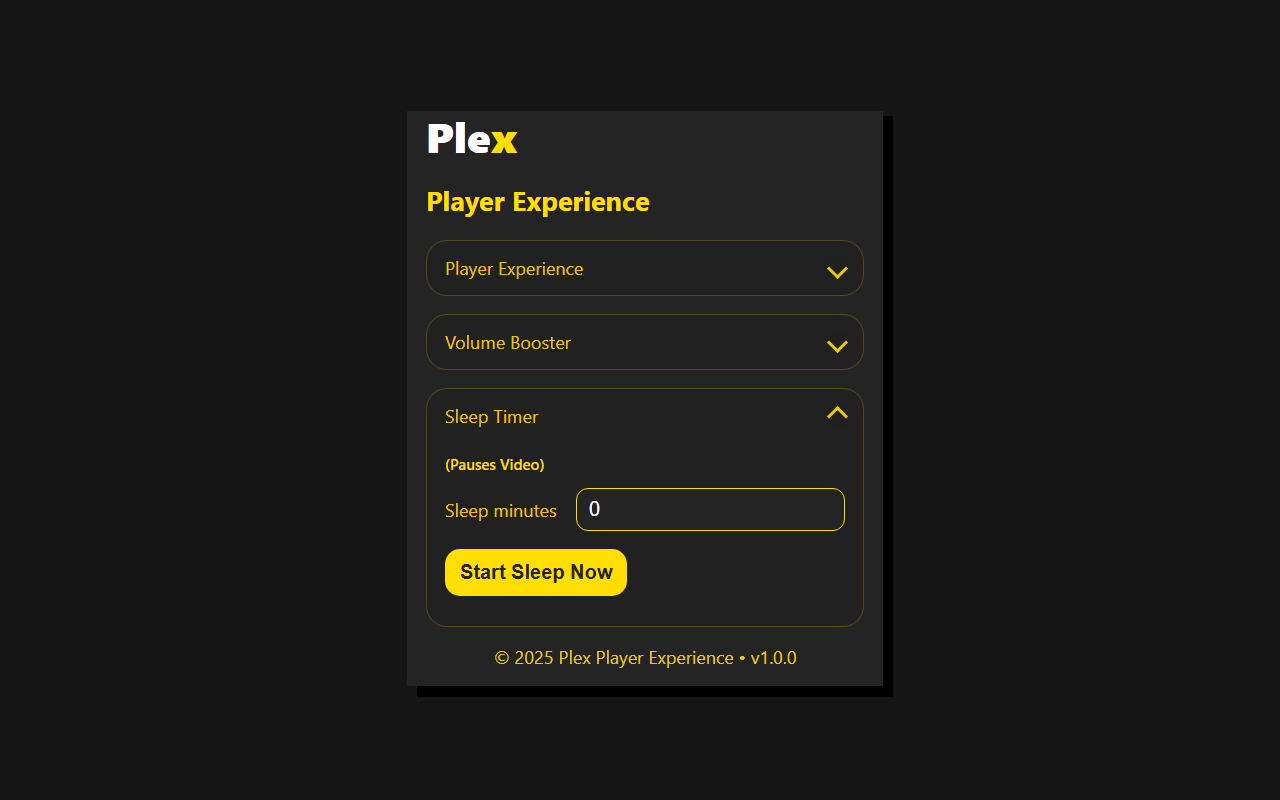 Plex
Player Experience
Player Experience
Volume Booster
Sleep Timer
(Pauses Video)
Sleep minutes 0
Start Sleep Now
© 2025 Plex Player Experience • v1.0.0